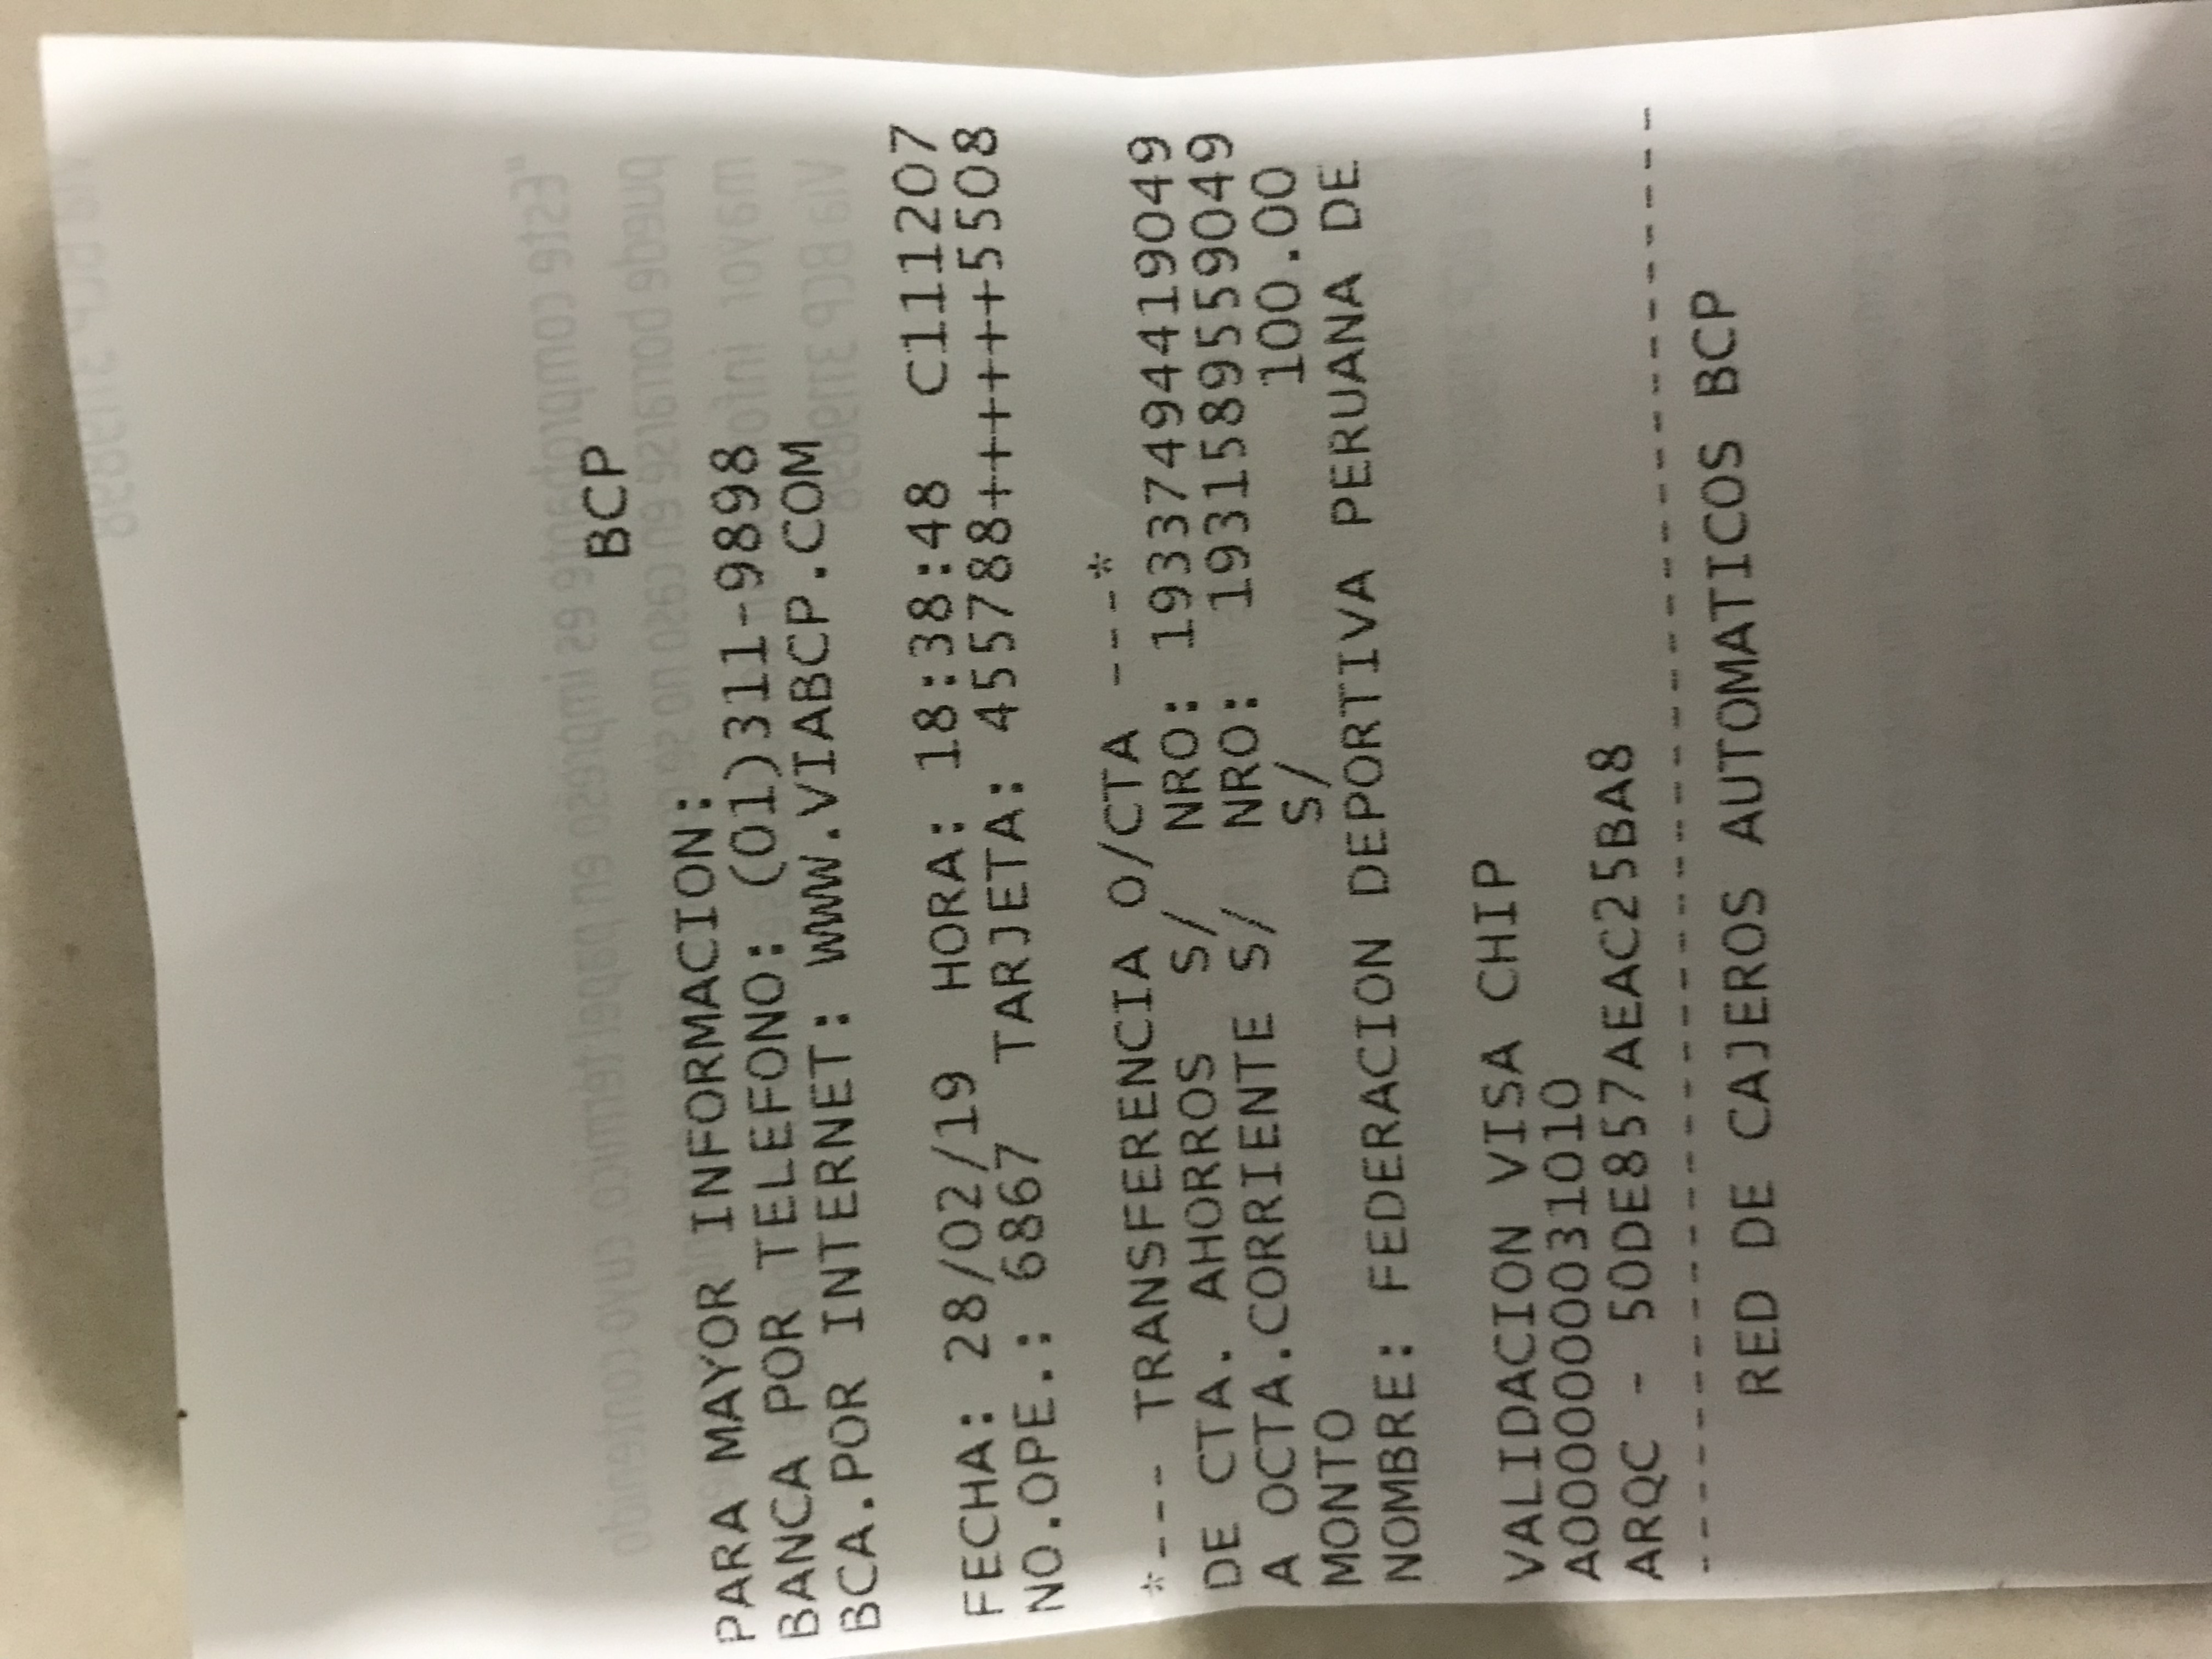 BCP
PARA MAYOR INFORMACION:
BANCA POR TELEFONO: (01)311-9898
BCA.POR INTERNET: WWW.VIABCP.COM
FECHA: 28/02/19 HORA: 18:38:48 C111207
NO.OPE.: 6867 TARJETA: 455788++++++5508
*--- TRANSFERENCIA O/CTA ---*
DE CTA. AHORROS S/ NRO: 19337494419049
A OCTA.CORRIENTE S/ NRO: 1931589559049
MONTO S/ 100.00
NOMBRE: FEDERACION DEPORTIVA PERUANA DE
VALIDACION VISA CHIP
A0000000031010
ARQC - 50DE857AEAC25BA8
--------------------------------------
RED DE CAJEROS AUTOMATICOS BCP